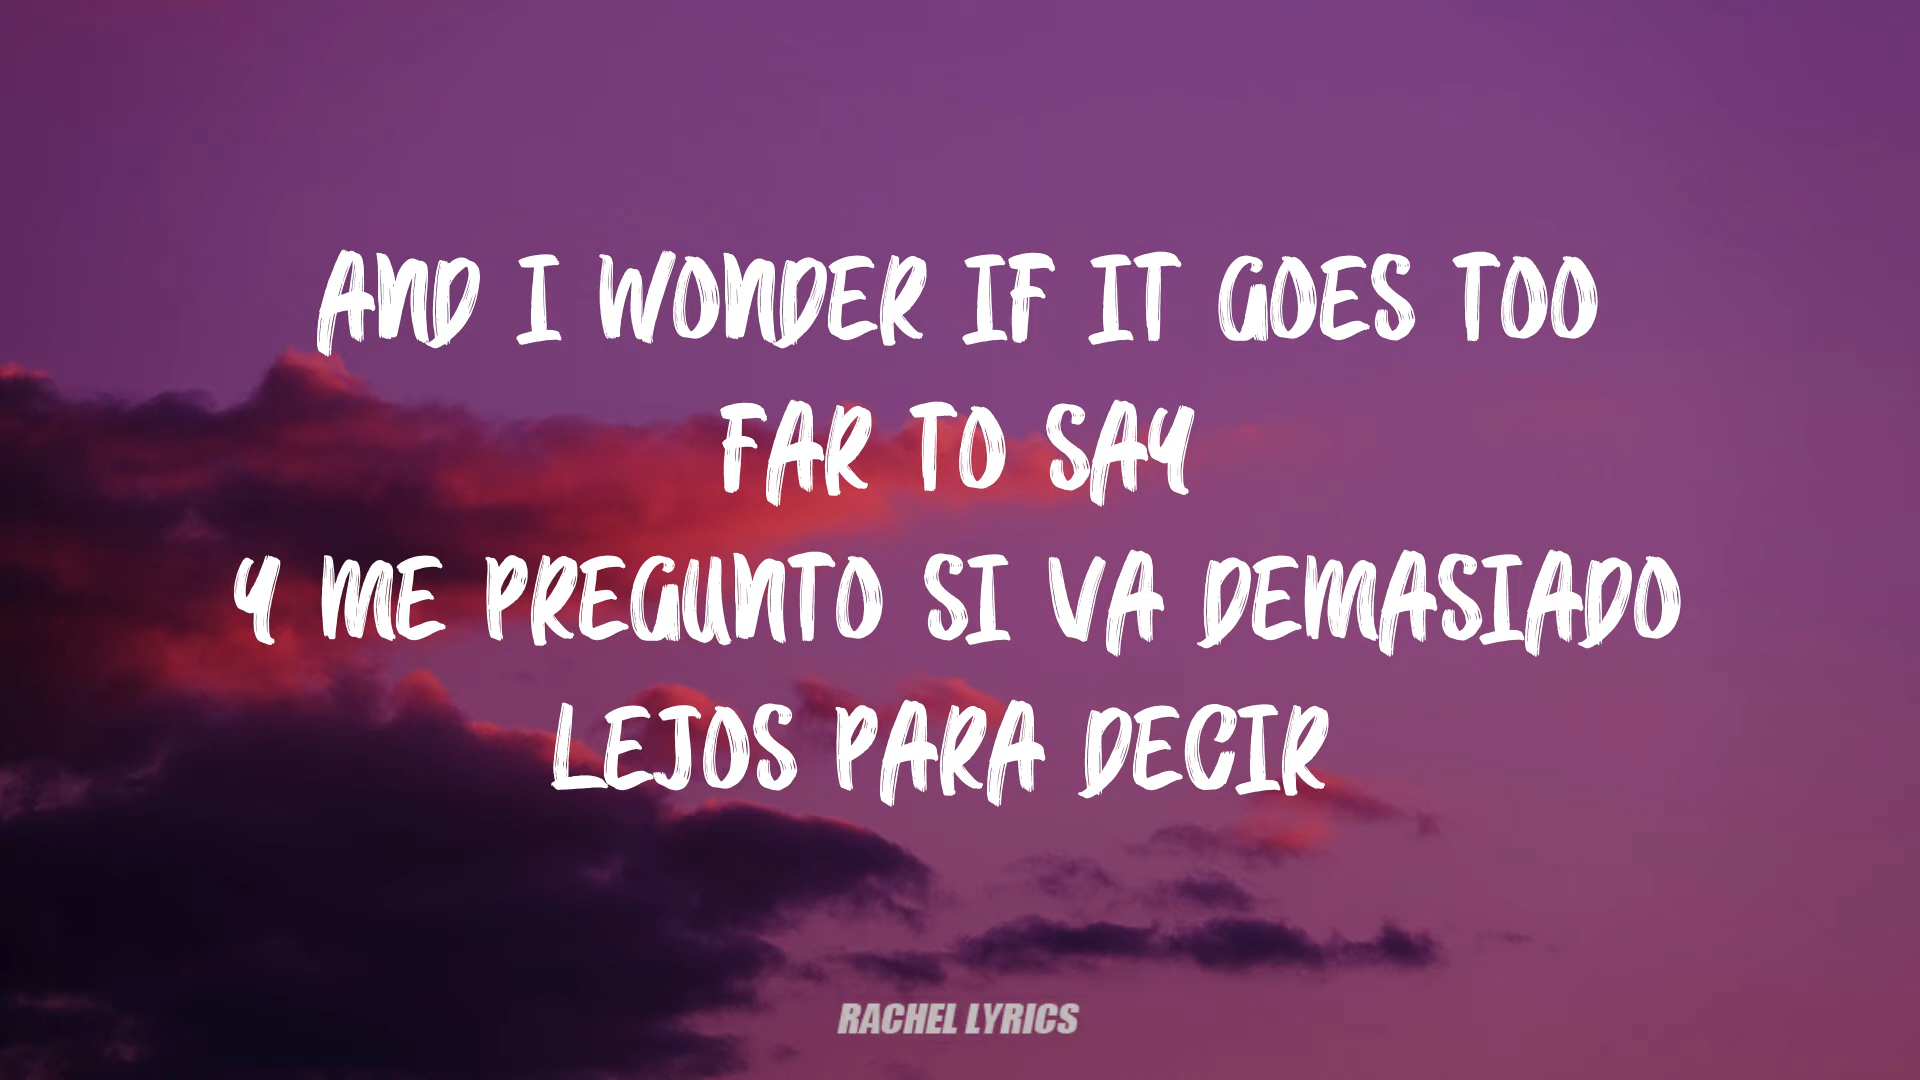 AND I WONDER IF IT GOES TOO
FAR TO SAY
Y ME PREGUNTO SI VA DEMASIADO
LEJOS PARA DECIR
RACHEL LYRICS